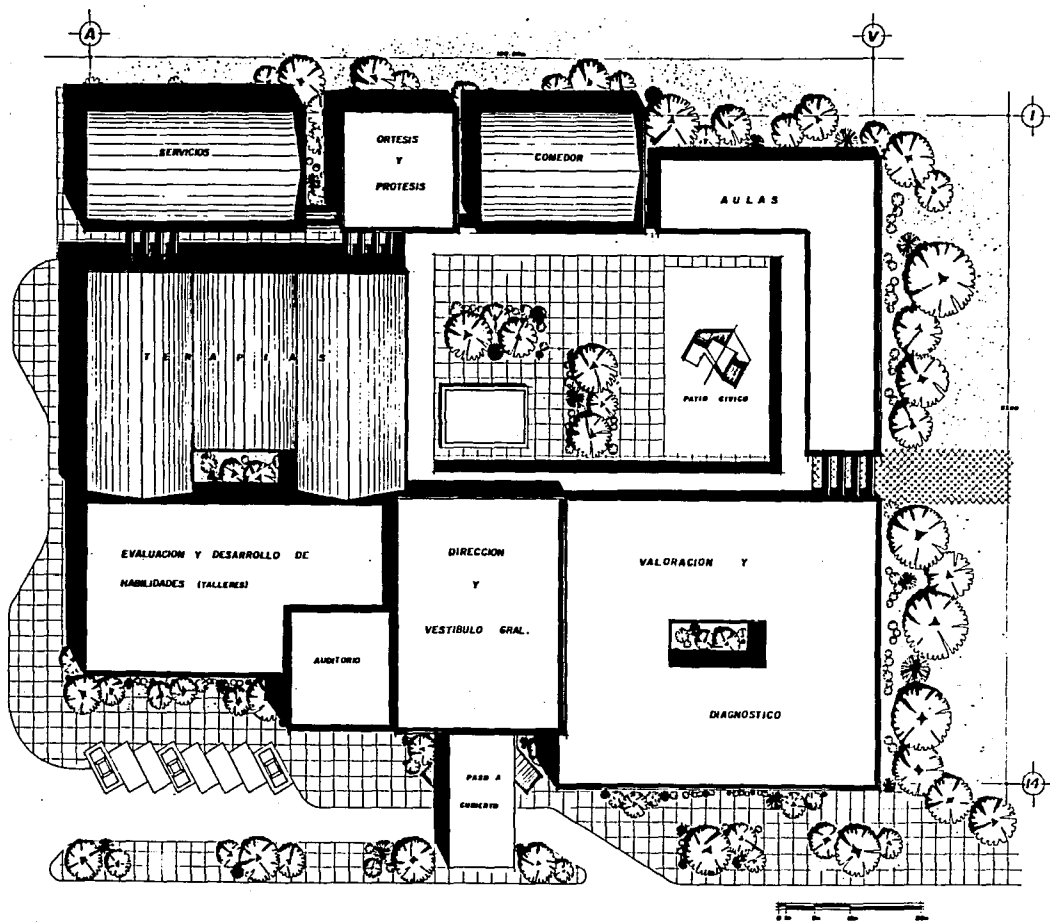 A
V
I
SERVICIOS
ORTESIS
Y
PROTESIS
COMEDOR
AULAS
TERAPIAS
PATIO CIVICO
EVALUACION Y DESARROLLO DE
HABILIDADES (TALLERES)
DIRECCION
Y
VESTIBULO GRAL.
VALORACION Y
AUDITORIO
DIAGNOSTICO
PASO A
CUBIERTO
14